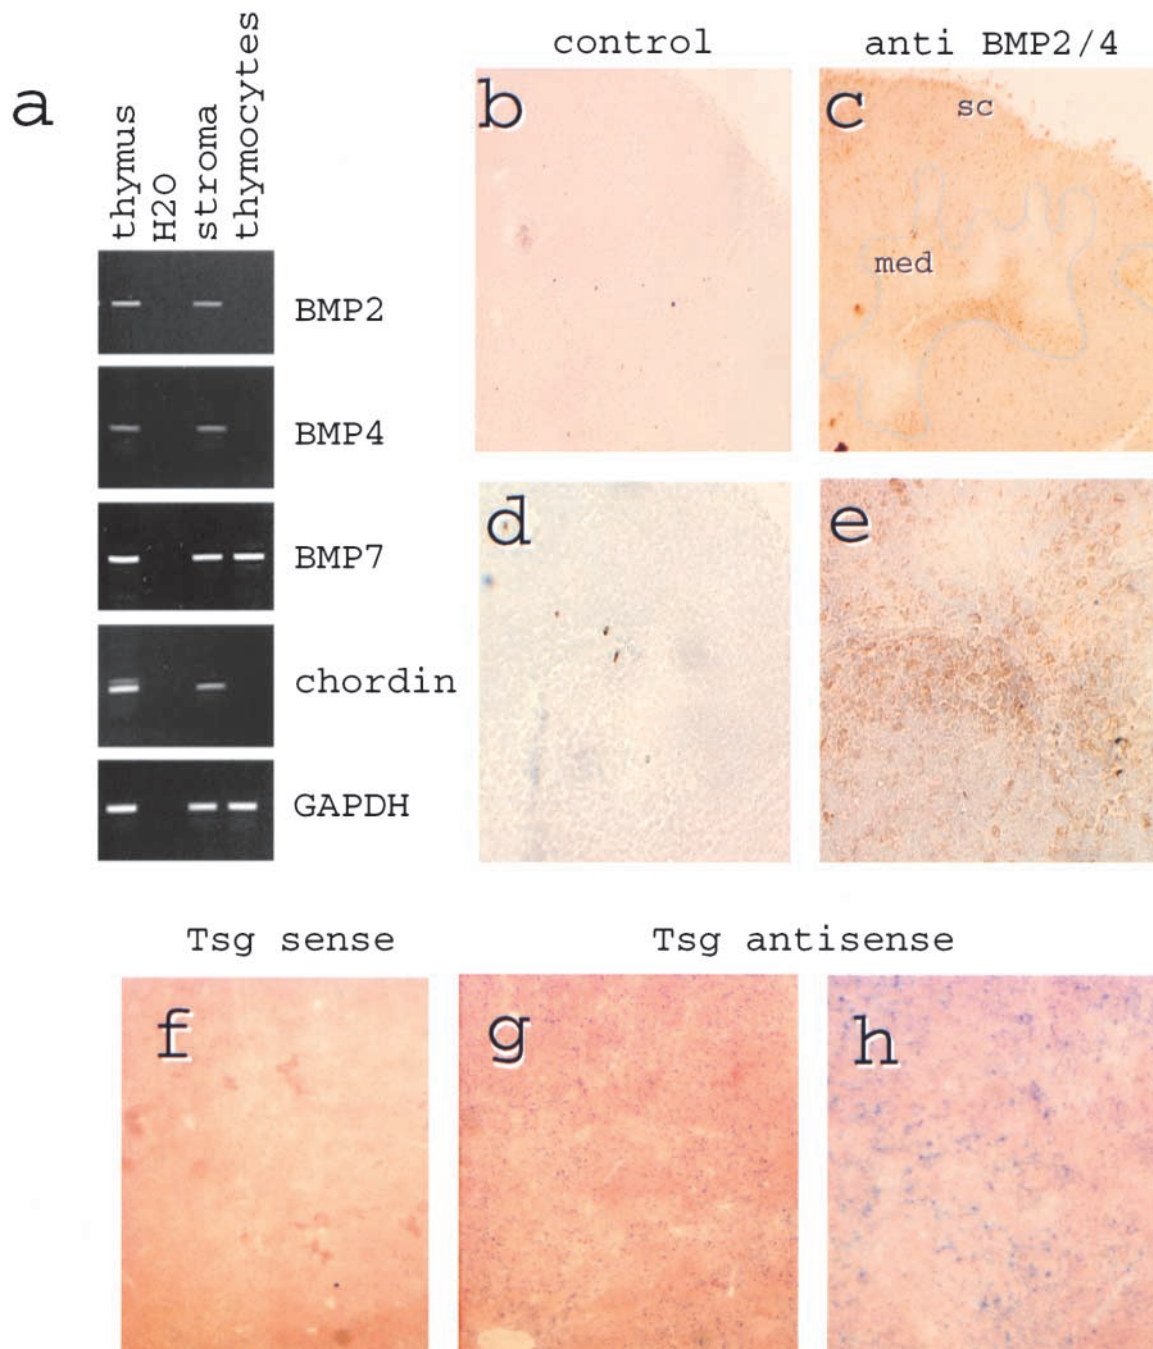 a
thymus
H2O
stroma
thymocytes
BMP2
BMP4
BMP7
chordin
GAPDH
control
anti BMP2/4
b
c
sc
med
d
e
Tsg sense
Tsg antisense
f
g
h